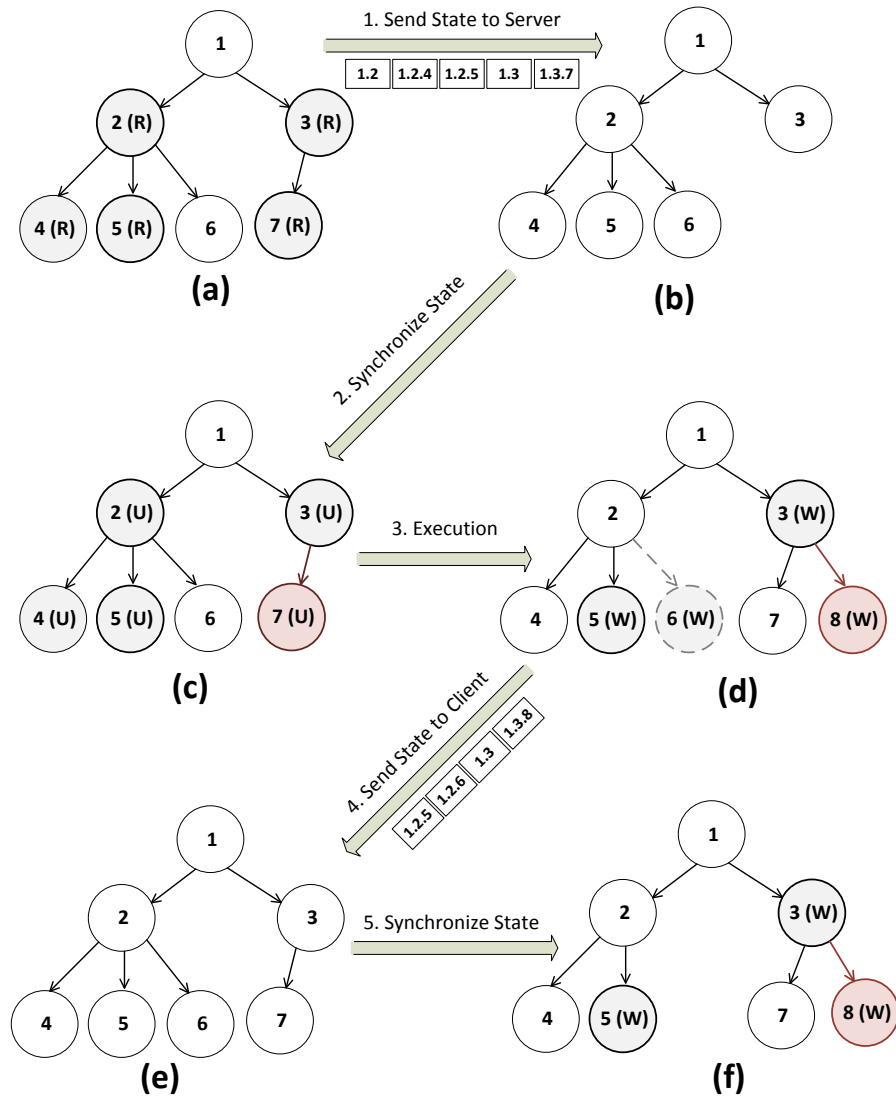 1
1. Send State to Server
1
1.2 1.2.4 1.2.5 1.3 1.3.7
2 (R)
3 (R)
2
3
4 (R)
5 (R)
6
7 (R)
4
5
6
(a)
(b)
2. Synchronize State
1
1
2 (U)
3 (U)
3. Execution
2
3 (W)
4 (U)
5 (U)
6
7 (U)
4
5 (W)
6 (W)
7
8 (W)
(c)
(d)
4. Send State to Client
1.2.5 1.2.6 1.3 1.3.8
1
1
2
3
5. Synchronize State
2
3 (W)
4
5
6
7
4
5 (W)
7
8 (W)
(e)
(f)